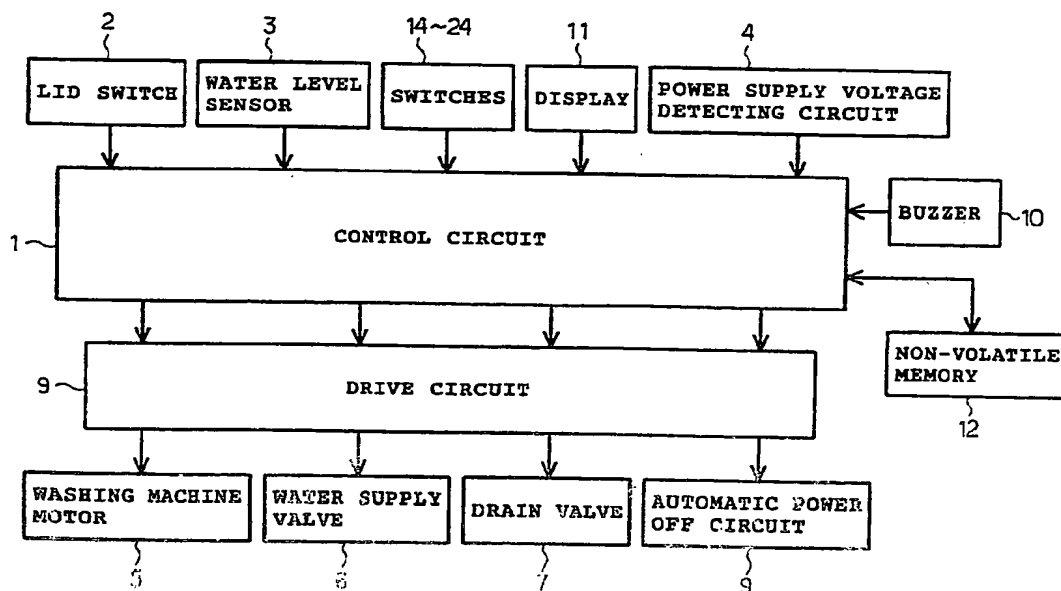 2
3
14~24
11
4
LID SWITCH
WATER LEVEL
SENSOR
SWITCHES
DISPLAY
POWER SUPPLY VOLTAGE
DETECTING CIRCUIT
1
CONTROL CIRCUIT
BUZZER
10
9
DRIVE CIRCUIT
NON-VOLATILE
MEMORY
12
WASHING MACHINE
MOTOR
WATER SUPPLY
VALVE
DRAIN VALVE
AUTOMATIC POWER
OFF CIRCUIT
5
6
7
9